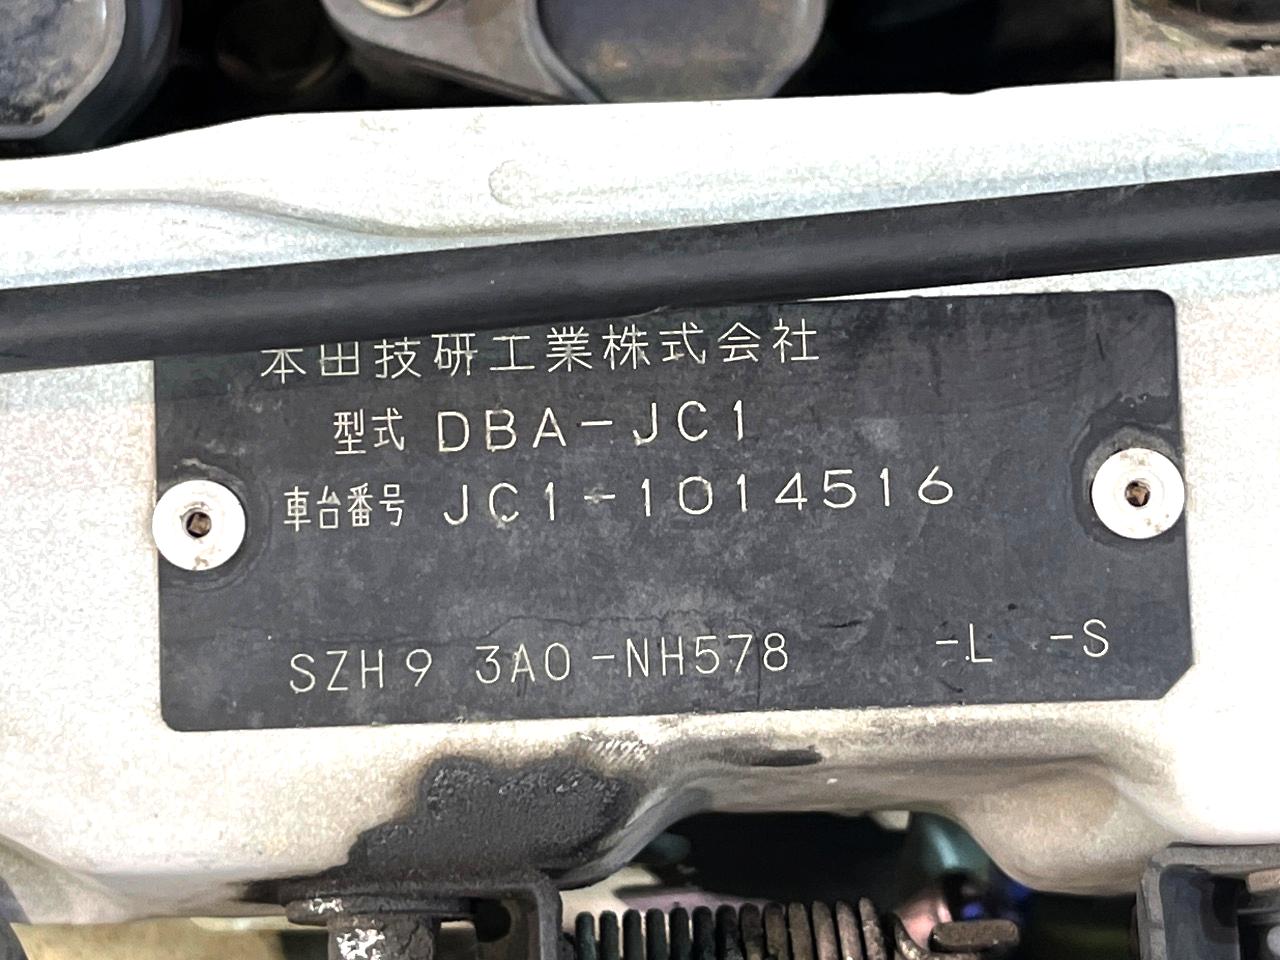 本田技研工業株式会社
型式 DBA-JC1
車台番号 JC1-1014516
SZH9 3A0-NH578 -L -S